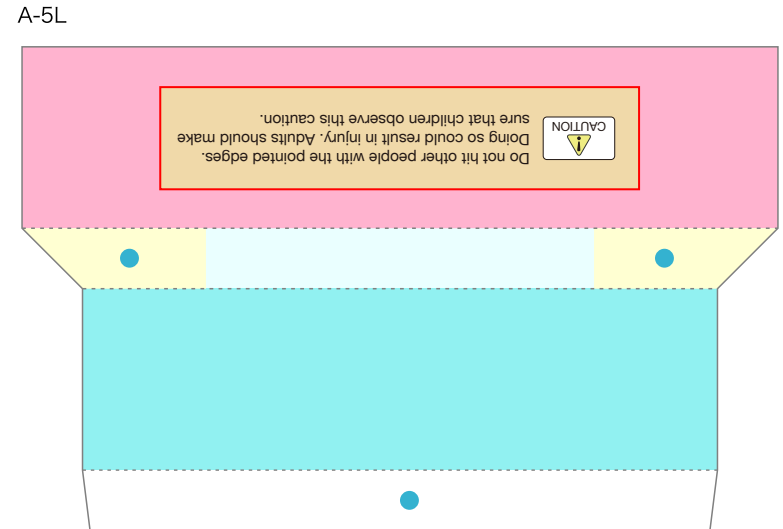 A-5L
CAUTION
Do not hit other people with the pointed edges.
Doing so could result in injury. Adults should make
sure that children observe this caution.